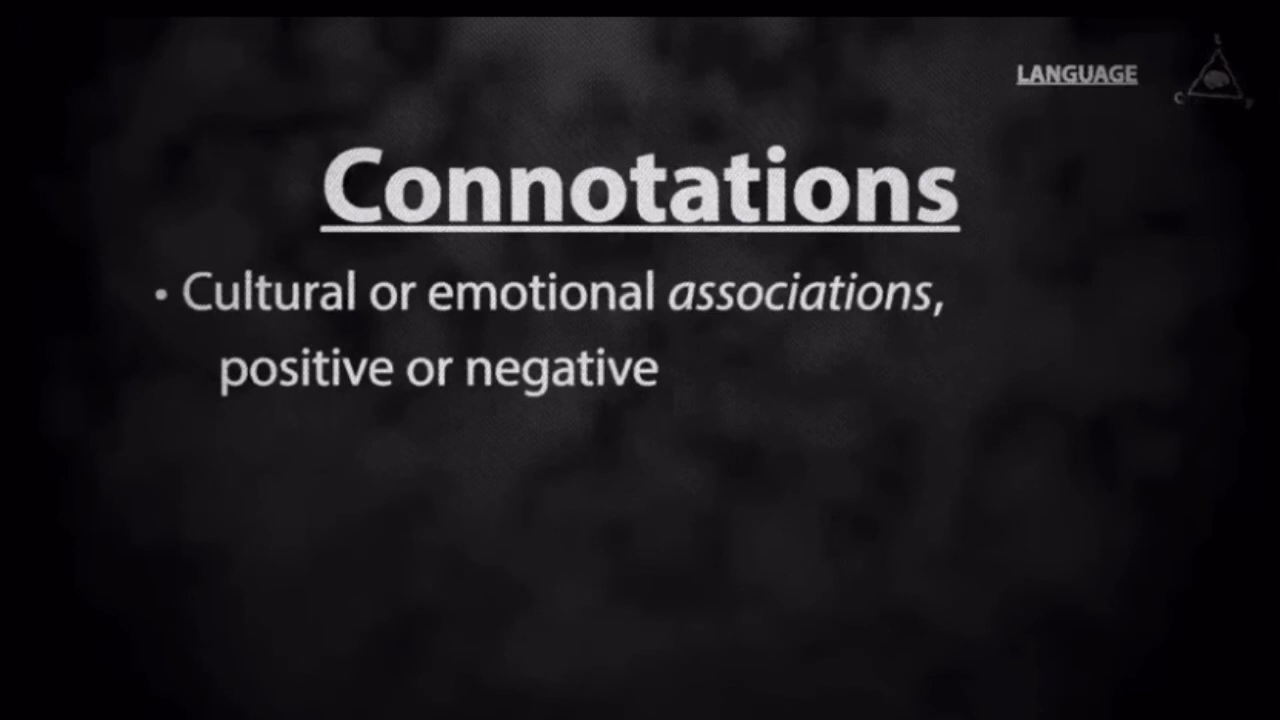 LANGUAGE
L
C
Connotations
• Cultural or emotional associations,
positive or negative